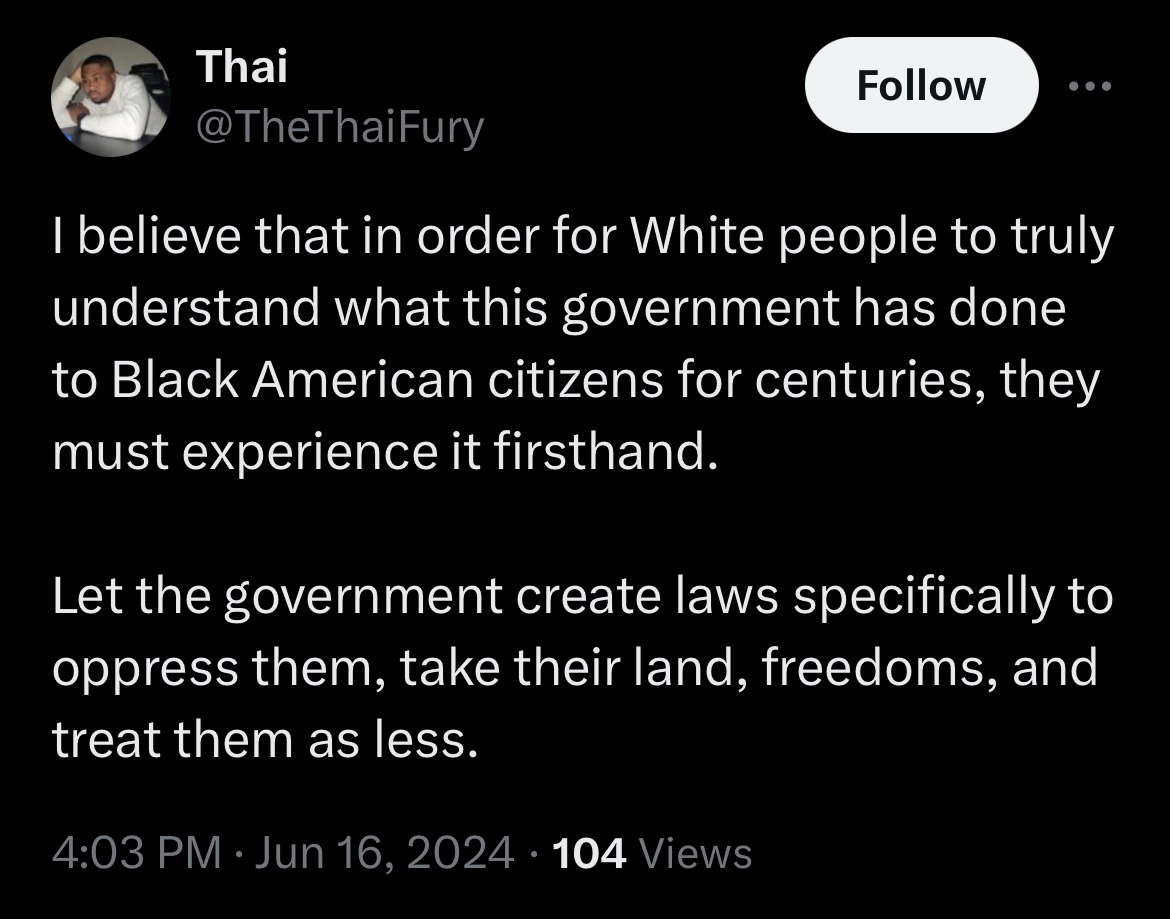 Thai
Follow
@TheThaiFury
I believe that in order for White people to truly
understand what this government has done
to Black American citizens for centuries, they
must experience it firsthand.
Let the government create laws specifically to
oppress them, take their land, freedoms, and
treat them as less.
4:03 PM · Jun 16, 2024 · 104 Views